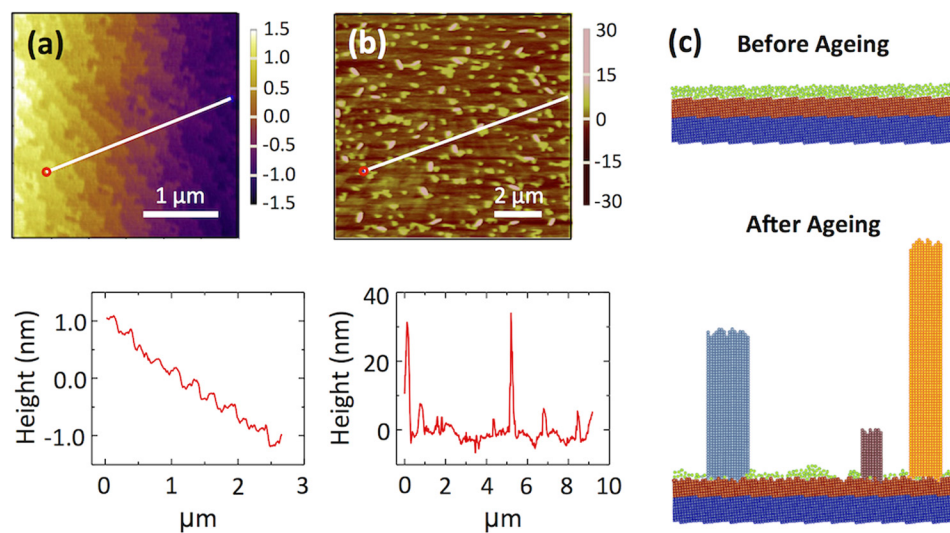 (a)
1.5
1.0
0.5
0.0
-0.5
-1.0
-1.5
1 μm
(b)
30
15
0
-15
-30
2 μm
(c)
Before Ageing
After Ageing
Height (nm)
1.0
0.0
-1.0
0 1 2 3
μm
Height (nm)
40
20
0
0 2 4 6 8 10
μm